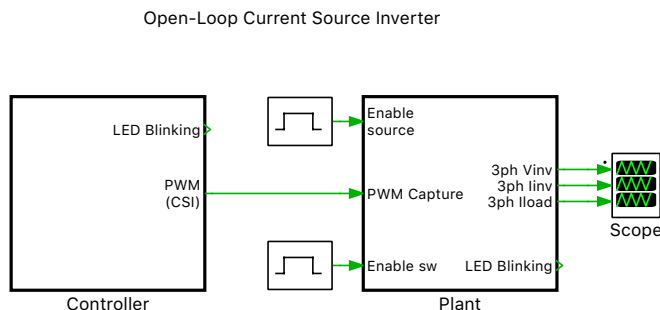 Open-Loop Current Source Inverter
LED Blinking
PWM
(CSI)
Controller
Enable
source
PWM Capture
Enable sw
3ph Vinv
3ph Iinv
3ph Iload
LED Blinking
Plant
Scope